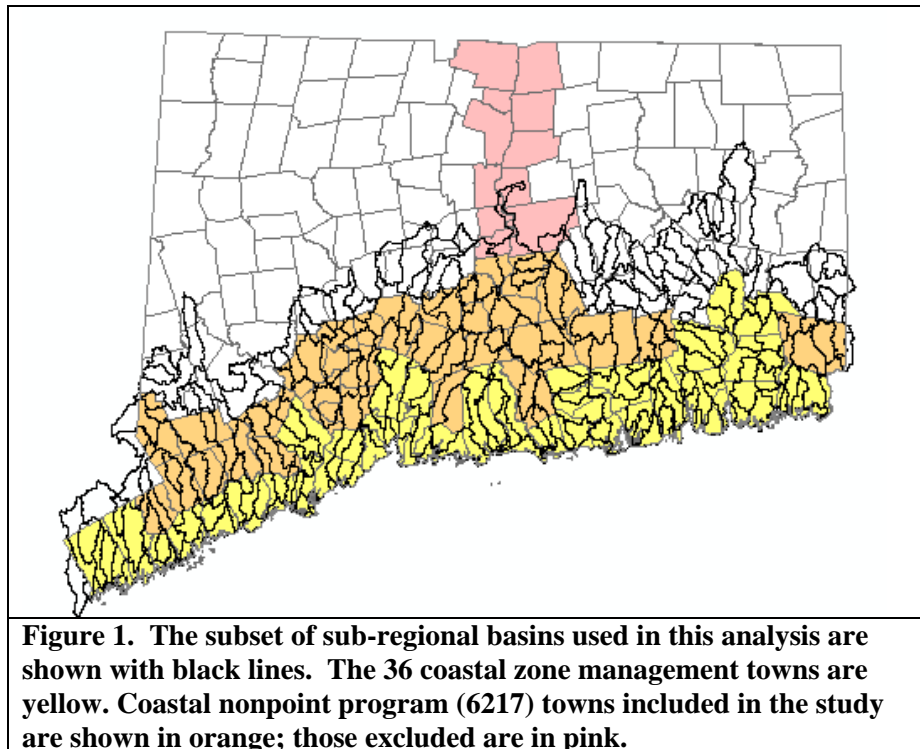 Figure 1.  The subset of sub-regional basins used in this analysis are
shown with black lines.  The 36 coastal zone management towns are
yellow. Coastal nonpoint program (6217) towns included in the study
are shown in orange; those excluded are in pink.